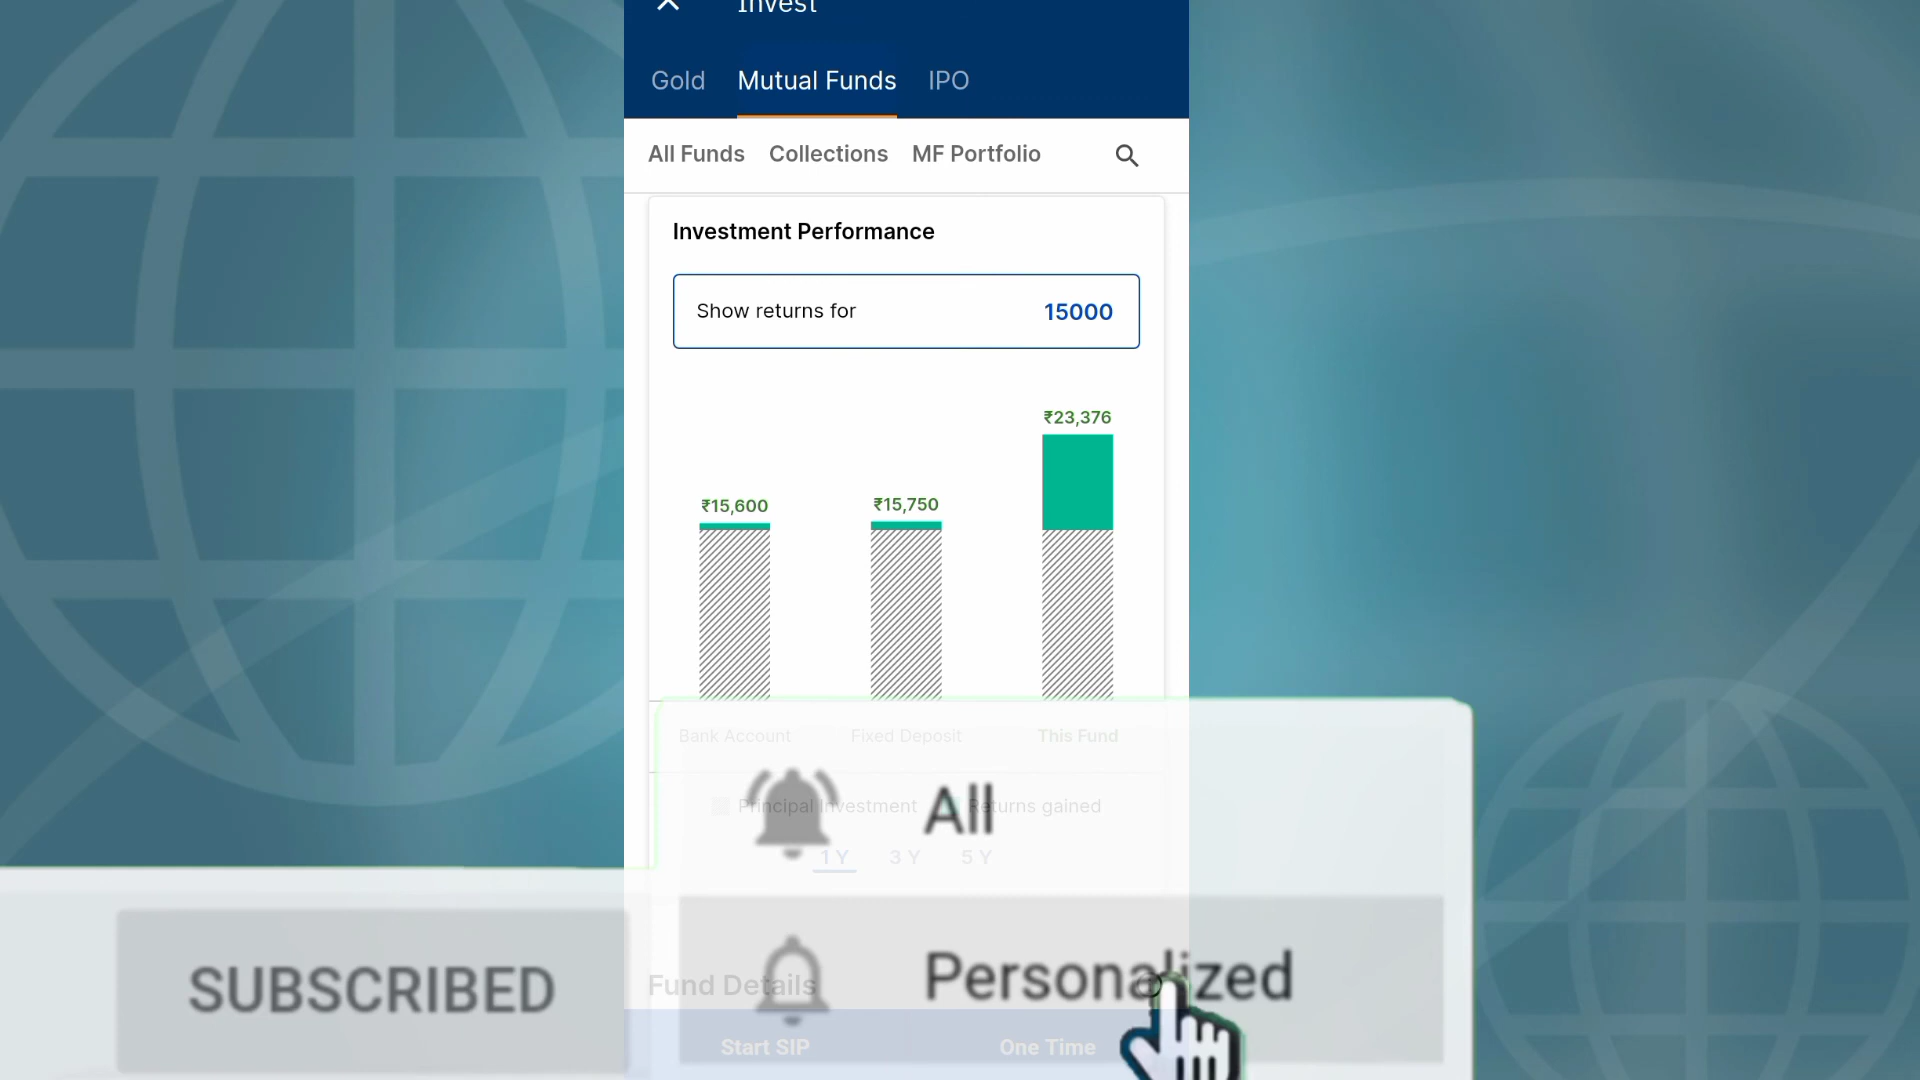 Invest
Gold Mutual Funds IPO
All Funds Collections MF Portfolio
Investment Performance
Show returns for 15000
₹23,376
₹15,600 ₹15,750
Bank Account Fixed Deposit This Fund
Principal Investment Returns gained
All
1 Y 3 Y 5 Y
SUBSCRIBED
Personalized
Fund Details
Start SIP One Time